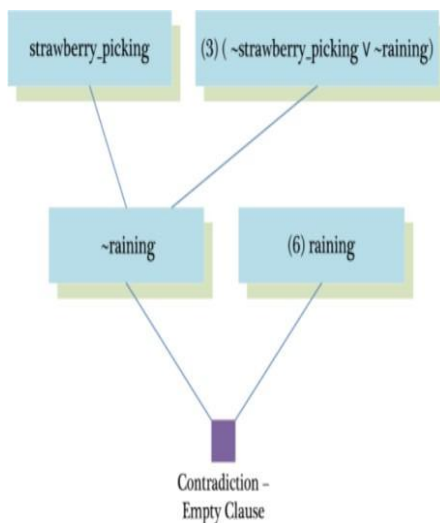 strawberry_picking
(3) ( ~strawberry_picking ∨ ~raining)
~raining
(6) raining
Contradiction –
Empty Clause